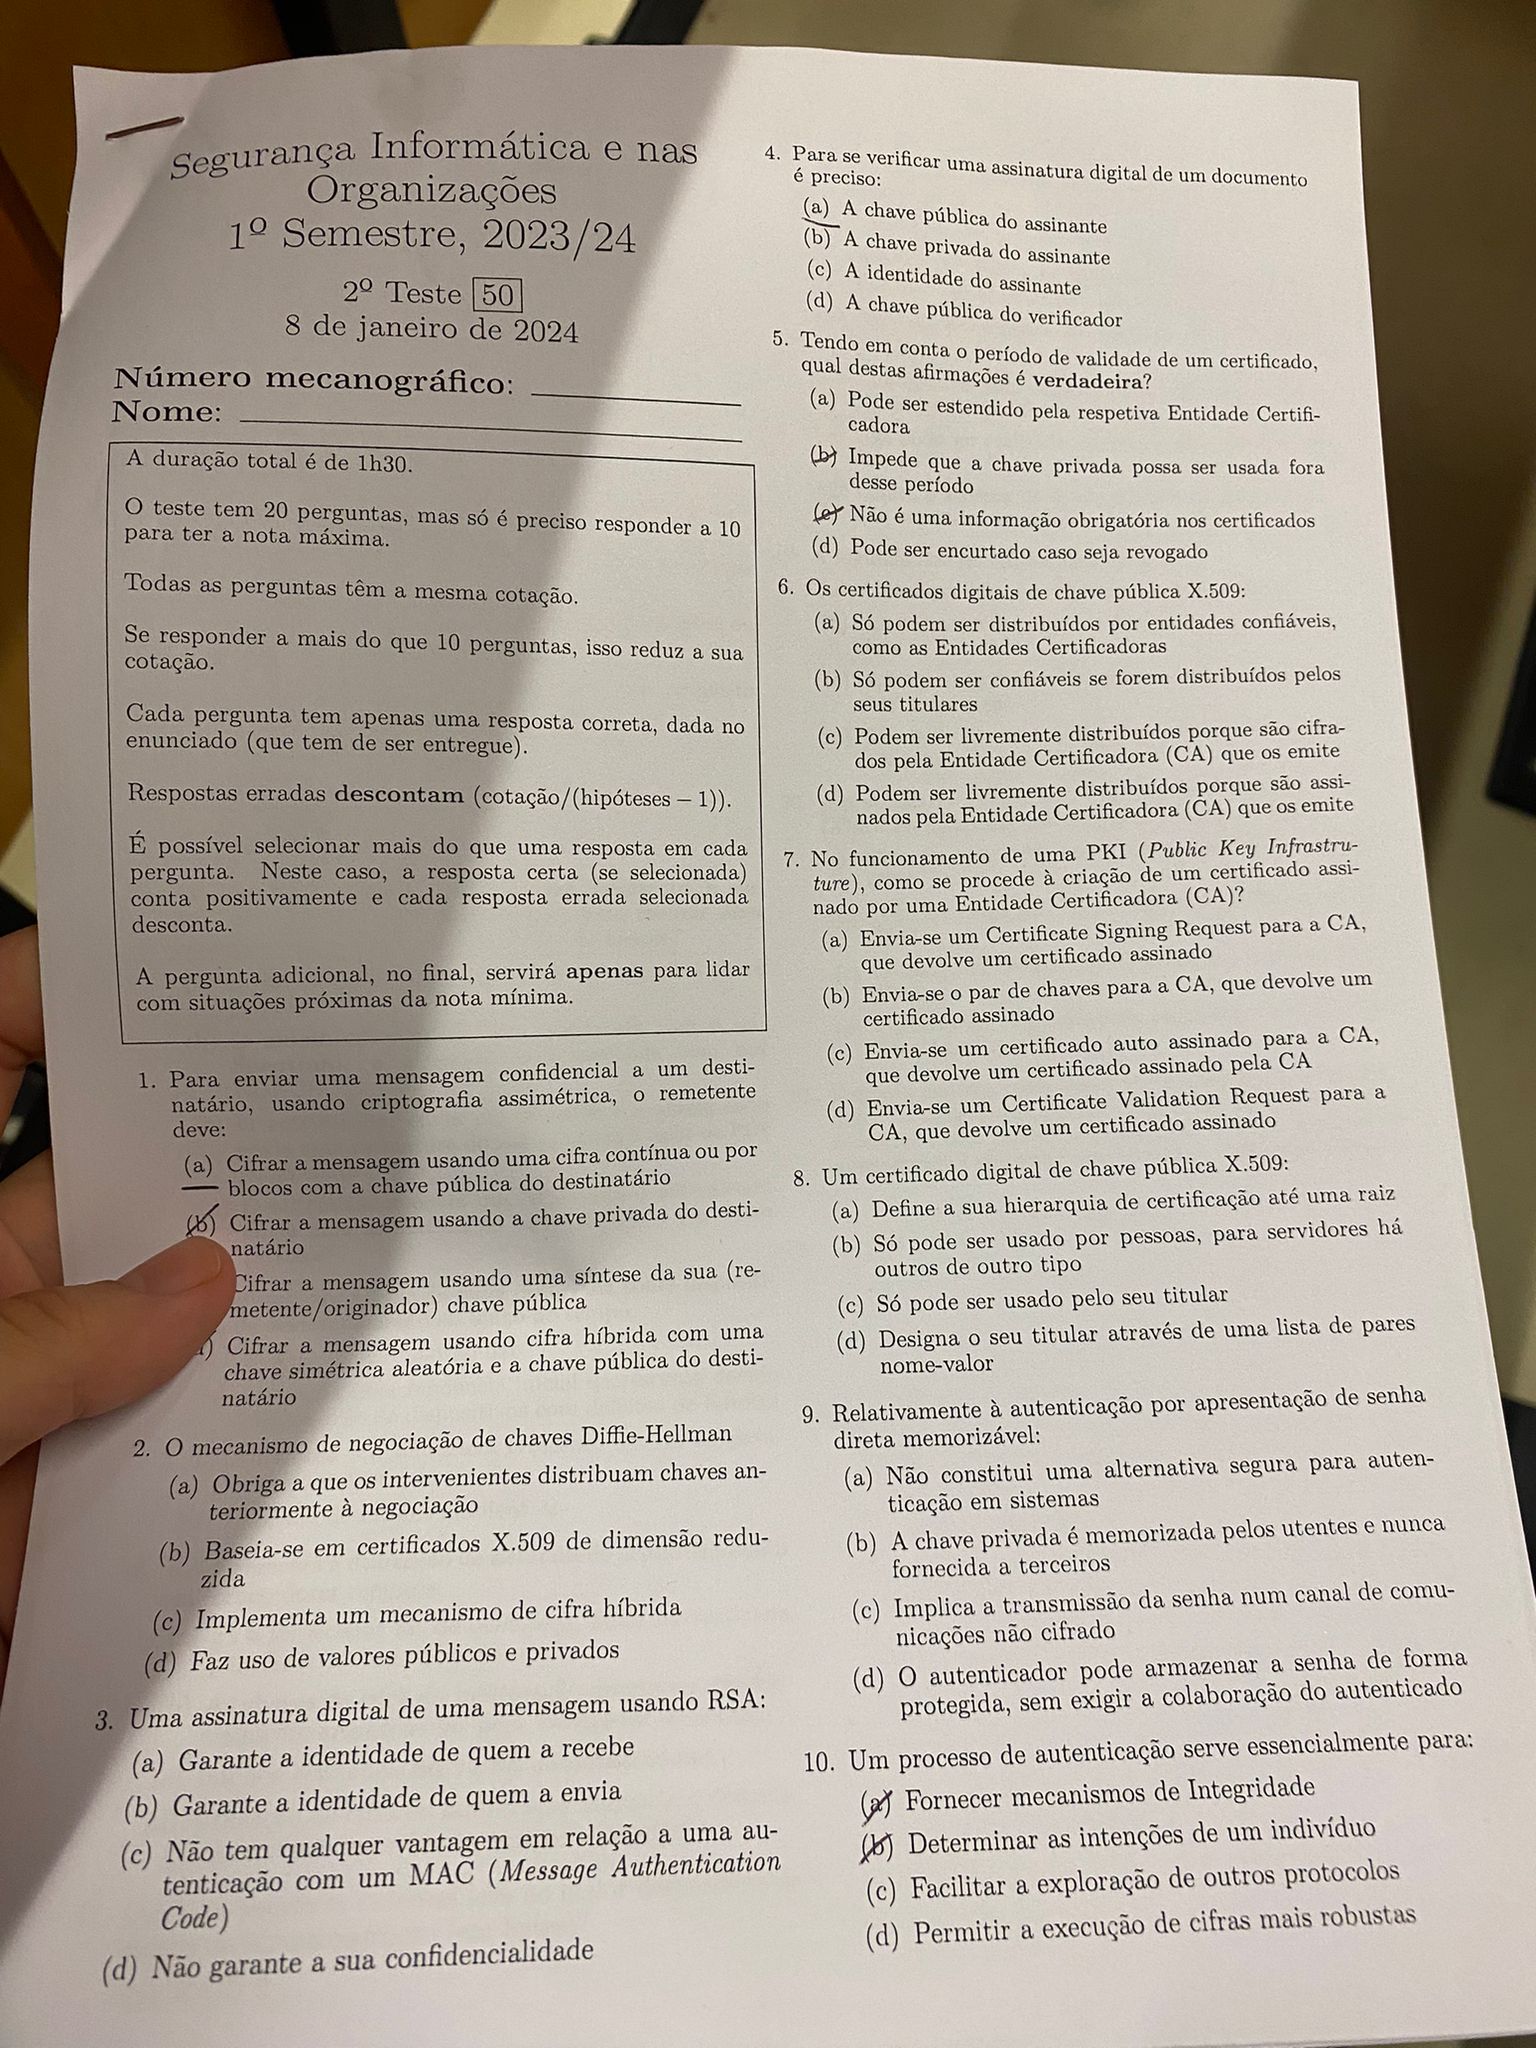 Segurança Informática e nas
Organizações
1º Semestre, 2023/24
2º Teste 50
8 de janeiro de 2024
Número mecanográfico:
Nome:
A duração total é de 1h30.
O teste tem 20 perguntas, mas só é preciso responder a 10
para ter a nota máxima.
Todas as perguntas têm a mesma cotação.
Se responder a mais do que 10 perguntas, isso reduz a sua
cotação.
Cada pergunta tem apenas uma resposta correta, dada no
enunciado (que tem de ser entregue).
Respostas erradas descontam (cotação/(hipóteses − 1)).
É possível selecionar mais do que uma resposta em cada
pergunta. Neste caso, a resposta certa (se selecionada)
conta positivamente e cada resposta errada selecionada
desconta.
A pergunta adicional, no final, servirá apenas para lidar
com situações próximas da nota mínima.
1. Para enviar uma mensagem confidencial a um desti-
natário, usando criptografia assimétrica, o remetente
deve:
(a) Cifrar a mensagem usando uma cifra contínua ou por
blocos com a chave pública do destinatário
(b) Cifrar a mensagem usando a chave privada do desti-
natário
Cifrar a mensagem usando uma síntese da sua (re-
metente/originador) chave pública
) Cifrar a mensagem usando cifra híbrida com uma
chave simétrica aleatória e a chave pública do desti-
natário
2. O mecanismo de negociação de chaves Diffie-Hellman
(a) Obriga a que os intervenientes distribuam chaves an-
teriormente à negociação
(b) Baseia-se em certificados X.509 de dimensão redu-
zida
(c) Implementa um mecanismo de cifra híbrida
(d) Faz uso de valores públicos e privados
3. Uma assinatura digital de uma mensagem usando RSA:
(a) Garante a identidade de quem a recebe
(b) Garante a identidade de quem a envia
(c) Não tem qualquer vantagem em relação a uma au-
tenticação com um MAC (Message Authentication
Code)
(d) Não garante a sua confidencialidade
4. Para se verificar uma assinatura digital de um documento
é preciso:
(a) A chave pública do assinante
(b) A chave privada do assinante
(c) A identidade do assinante
(d) A chave pública do verificador
5. Tendo em conta o período de validade de um certificado,
qual destas afirmações é verdadeira?
(a) Pode ser estendido pela respetiva Entidade Certifi-
cadora
(b) Impede que a chave privada possa ser usada fora
desse período
(c) Não é uma informação obrigatória nos certificados
(d) Pode ser encurtado caso seja revogado
6. Os certificados digitais de chave pública X.509:
(a) Só podem ser distribuídos por entidades confiáveis,
como as Entidades Certificadoras
(b) Só podem ser confiáveis se forem distribuídos pelos
seus titulares
(c) Podem ser livremente distribuídos porque são cifra-
dos pela Entidade Certificadora (CA) que os emite
(d) Podem ser livremente distribuídos porque são assi-
nados pela Entidade Certificadora (CA) que os emite
7. No funcionamento de uma PKI (Public Key Infrastru-
ture), como se procede à criação de um certificado assi-
nado por uma Entidade Certificadora (CA)?
(a) Envia-se um Certificate Signing Request para a CA,
que devolve um certificado assinado
(b) Envia-se o par de chaves para a CA, que devolve um
certificado assinado
(c) Envia-se um certificado auto assinado para a CA,
que devolve um certificado assinado pela CA
(d) Envia-se um Certificate Validation Request para a
CA, que devolve um certificado assinado
8. Um certificado digital de chave pública X.509:
(a) Define a sua hierarquia de certificação até uma raiz
(b) Só pode ser usado por pessoas, para servidores há
outros de outro tipo
(c) Só pode ser usado pelo seu titular
(d) Designa o seu titular através de uma lista de pares
nome-valor
9. Relativamente à autenticação por apresentação de senha
direta memorizável:
(a) Não constitui uma alternativa segura para auten-
ticação em sistemas
(b) A chave privada é memorizada pelos utentes e nunca
fornecida a terceiros
(c) Implica a transmissão da senha num canal de comu-
nicações não cifrado
(d) O autenticador pode armazenar a senha de forma
protegida, sem exigir a colaboração do autenticado
10. Um processo de autenticação serve essencialmente para:
(a) Fornecer mecanismos de Integridade
(b) Determinar as intenções de um indivíduo
(c) Facilitar a exploração de outros protocolos
(d) Permitir a execução de cifras mais robustas